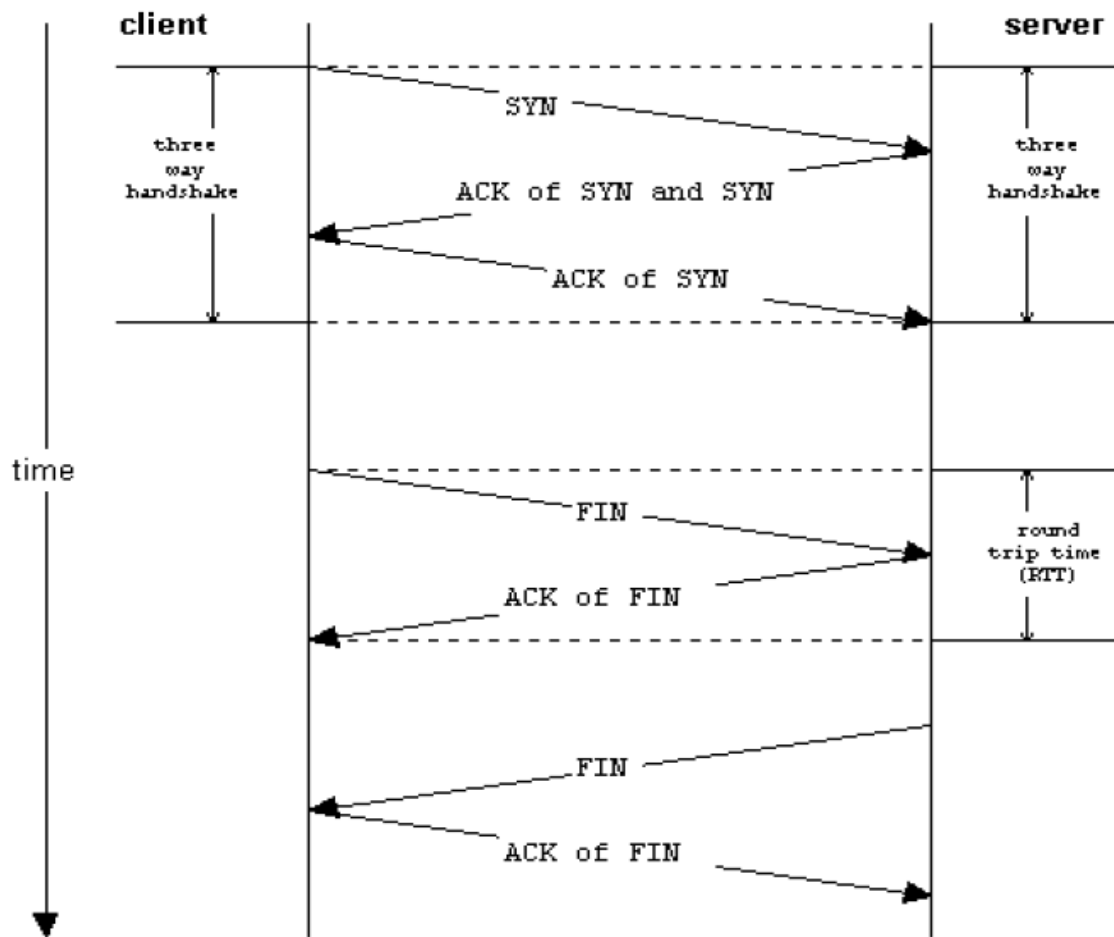 client
server
SYN
three
way
handshake
three
way
handshake
ACK of SYN and SYN
ACK of SYN
time
FIN
round
trip time
(RTT)
ACK of FIN
FIN
ACK of FIN